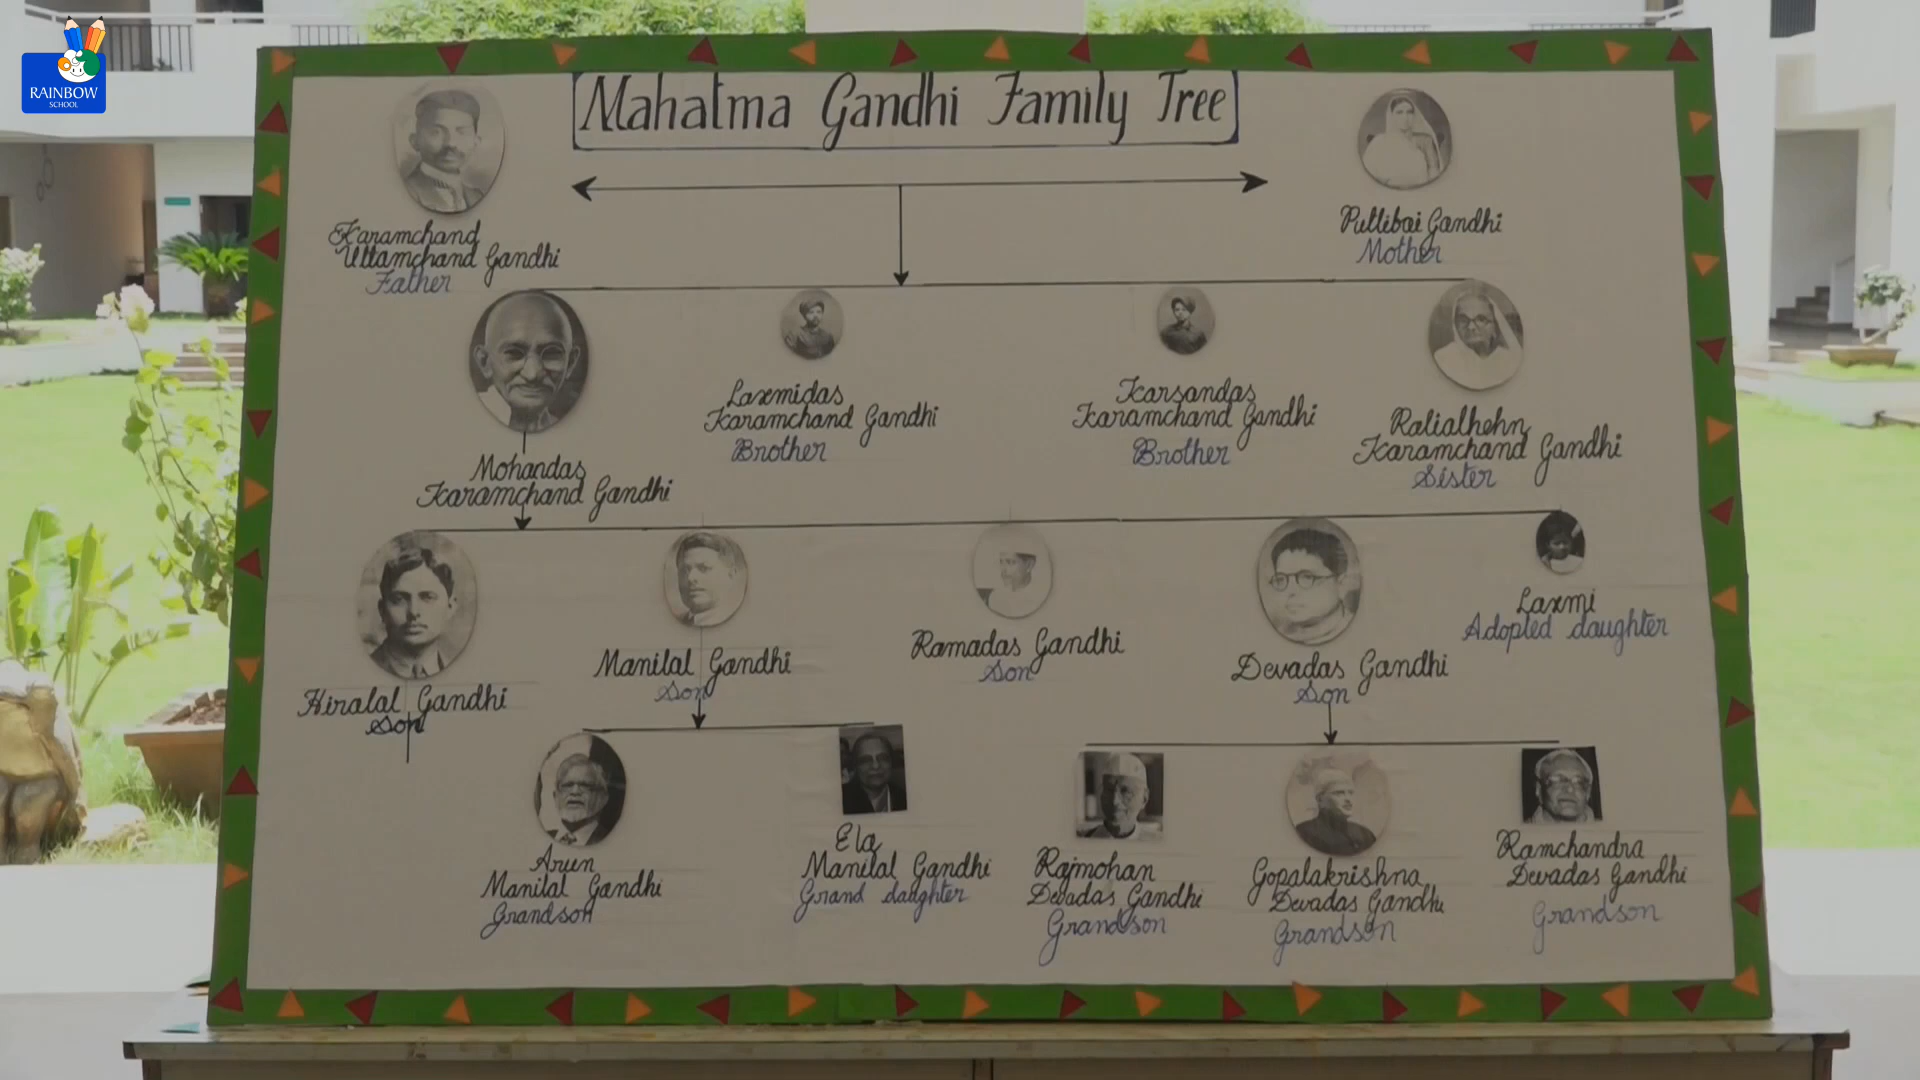 RAINBOW
SCHOOL
Mahatma Gandhi Family Tree
Karamchand
Uttamchand Gandhi
Father
Putlibai Gandhi
Mother
Mohandas
Karamchand Gandhi
Laxmidas
Karamchand Gandhi
Brother
Karsandas
Karamchand Gandhi
Brother
Ralialhehn
Karamchand Gandhi
Sister
Hiralal Gandhi
Son
Manilal Gandhi
Son
Ramadas Gandhi
Son
Devadas Gandhi
Son
Laxmi
Adopted daughter
Arun
Manilal Gandhi
Grandson
Ela
Manilal Gandhi
Grand daughter
Rajmohan
Devadas Gandhi
Grandson
Gopalakrishna
Devadas Gandhi
Grandson
Ramchandra
Devadas Gandhi
Grandson